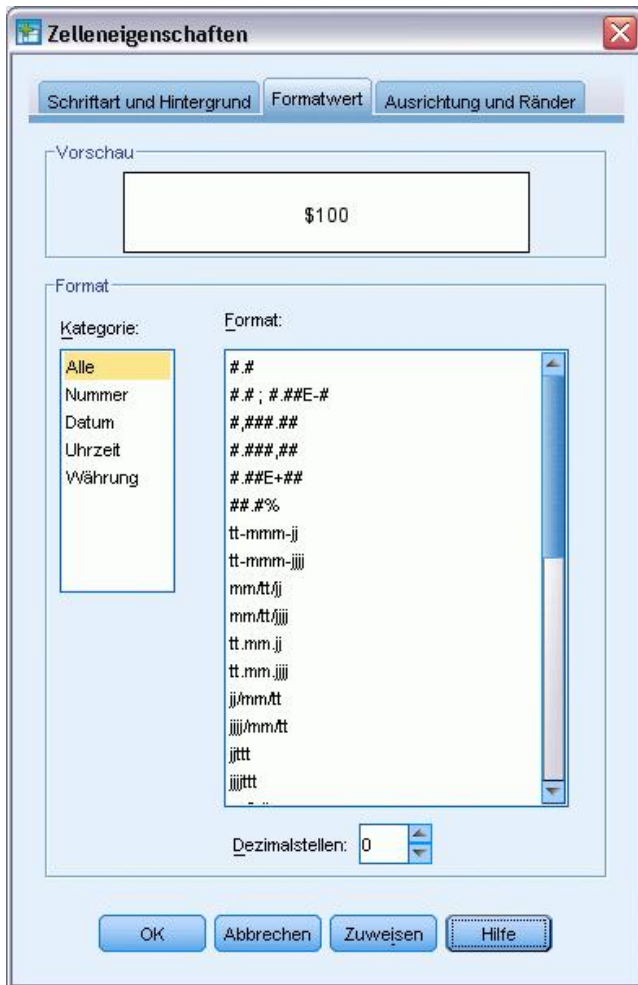 Zelleneigenschaften
Schriftart und Hintergrund
Formatwert
Ausrichtung und Ränder
Vorschau
$100
Format
Kategorie:
Alle
Nummer
Datum
Uhrzeit
Währung
Format:
#.#
#.# ; #.##E-#
#,###.##
#.###,##
#.##E+##
##.#%
tt-mmm-jj
tt-mmm-jjjj
mm/tt/jj
mm/tt/jjjj
tt.mm.jj
tt.mm.jjjj
jj/mm/tt
jjjj/mm/tt
jjttt
jjjjttt
Dezimalstellen: 0
OK
Abbrechen
Zuweisen
Hilfe